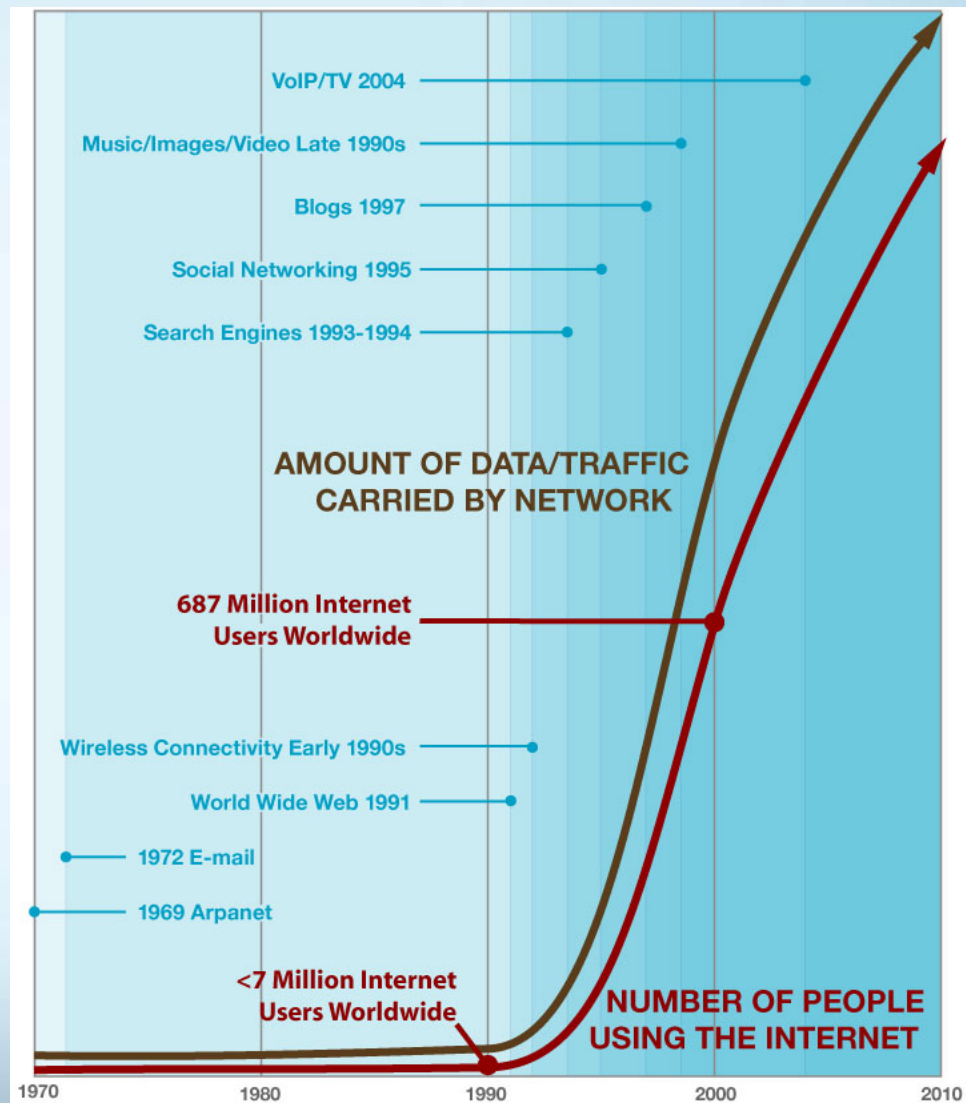 VoIP/TV 2004
Music/Images/Video Late 1990s
Blogs 1997
Social Networking 1995
Search Engines 1993-1994
AMOUNT OF DATA/TRAFFIC
CARRIED BY NETWORK
687 Million Internet
Users Worldwide
Wireless Connectivity Early 1990s
World Wide Web 1991
1972 E-mail
1969 Arpanet
<7 Million Internet
Users Worldwide
NUMBER OF PEOPLE
USING THE INTERNET
1970 1980 1990 2000 2010